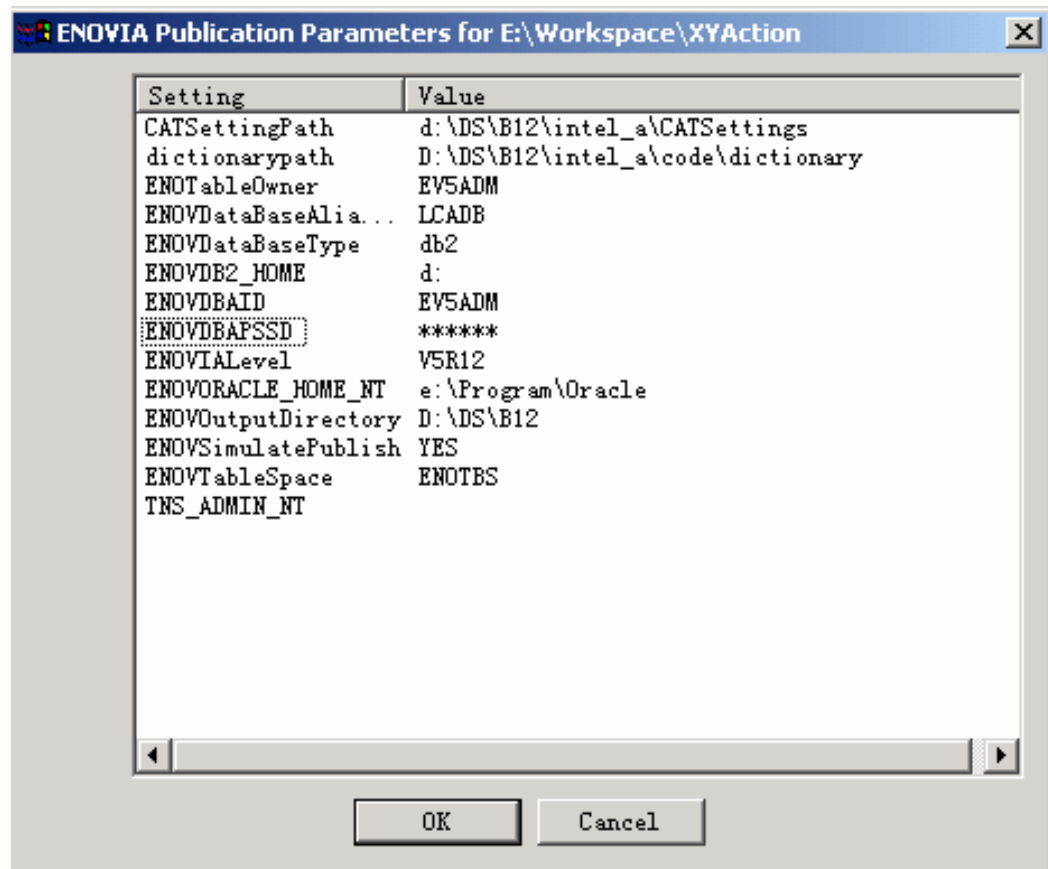 ENOVIA Publication Parameters for E:\Workspace\XYAction
Setting Value
CATSettingPath d:\DS\B12\intel_a\CATSettings
dictionarypath D:\DS\B12\intel_a\code\dictionary
ENOTableOwner EV5ADM
ENOVDataBaseAlia... LCADB
ENOVDataBaseType db2
ENOVDB2_HOME d:
ENOVDBAID EV5ADM
ENOVDBAPSSD ******
ENOVIALevel V5R12
ENOVORACLE_HOME_NT e:\Program\Oracle
ENOVOutputDirectory D:\DS\B12
ENOVSimulatePublish YES
ENOVTableSpace ENOTBS
TNS_ADMIN_NT
OK Cancel